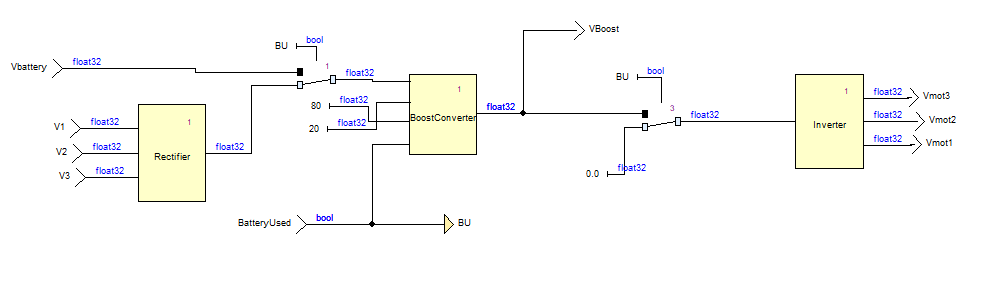 VBoost
BU
bool
Vbattery
float32
1
float32
BU
bool
80
float32
20
float32
1
BoostConverter
float32
3
float32
1
Inverter
float32
Vmot3
float32
Vmot2
float32
Vmot1
V1
float32
V2
float32
V3
float32
1
Rectifier
float32
0.0
float32
BatteryUsed
bool
BU